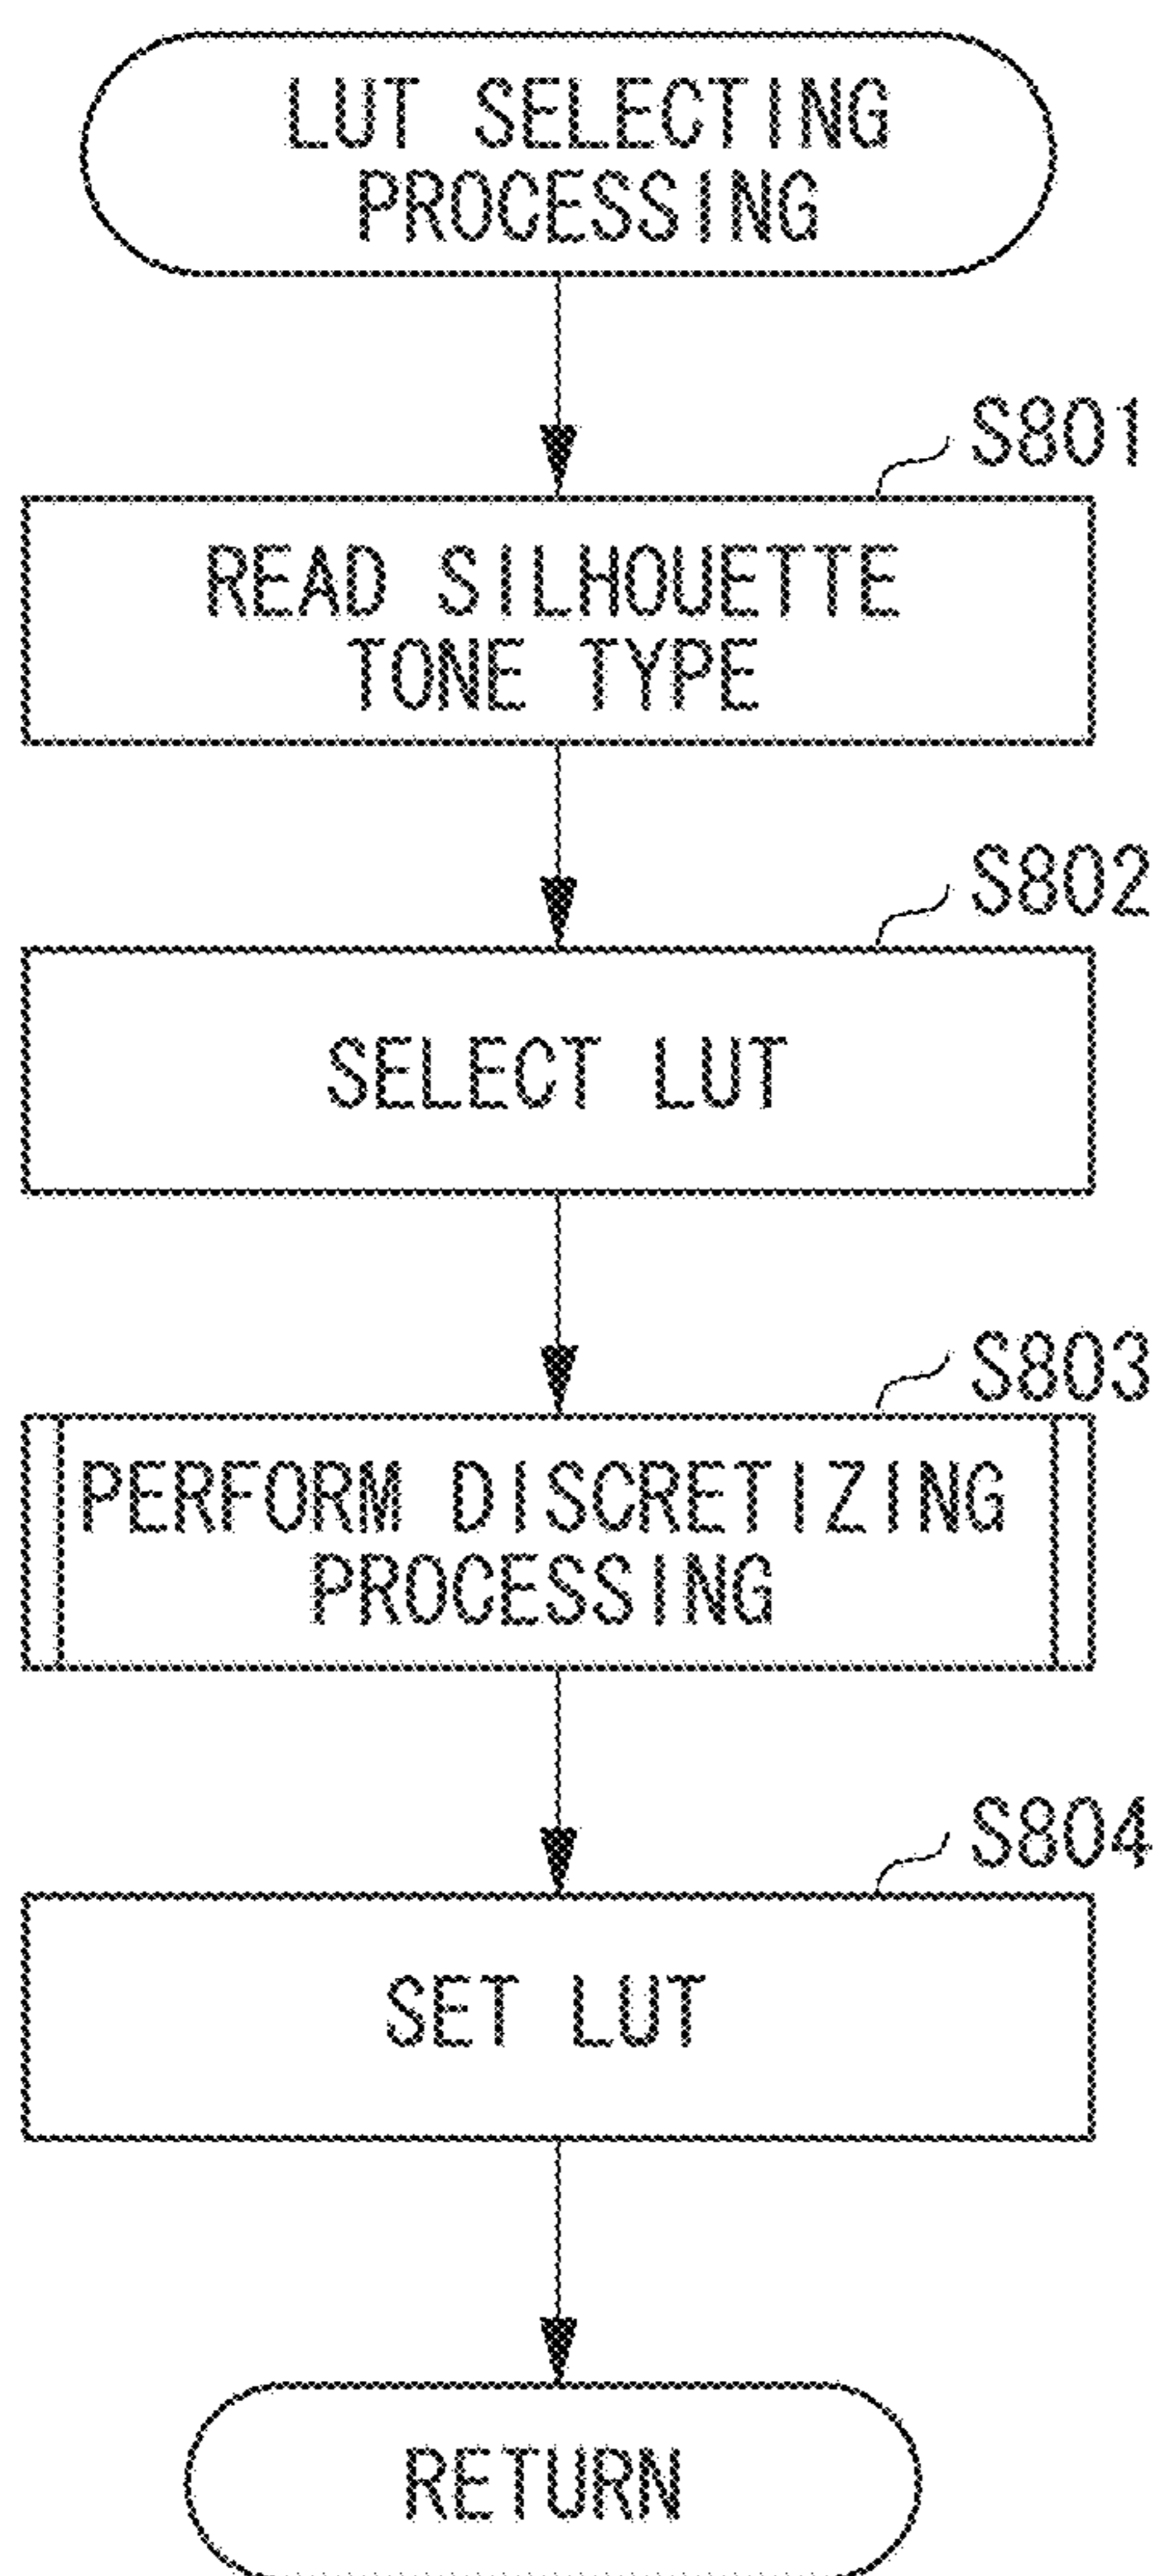 LUT SELECTING
PROCESSING
S801
READ SILHOUETTE
TONE TYPE
S802
SELECT LUT
S803
PERFORM DISCRETIZING
PROCESSING
S804
SET LUT
RETURN